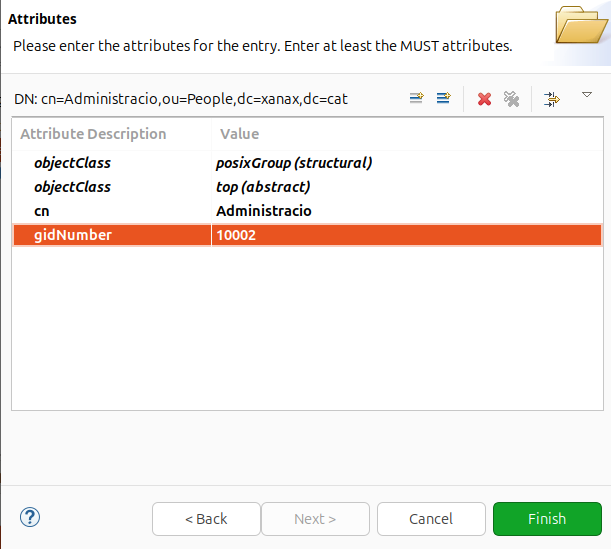 Attributes
Please enter the attributes for the entry. Enter at least the MUST attributes.
DN: cn=Administracio,ou=People,dc=xanax,dc=cat
Attribute Description Value
objectClass posixGroup (structural)
objectClass top (abstract)
cn Administracio
gidNumber 10002
? < Back Next > Cancel Finish